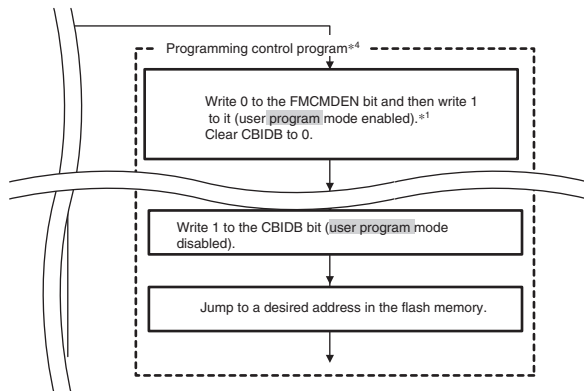 Programming control program*4
Write 0 to the FMCMDEN bit and then write 1
to it (user program mode enabled).*1
Clear CBIDB to 0.
Write 1 to the CBIDB bit (user program mode
disabled).
Jump to a desired address in the flash memory.